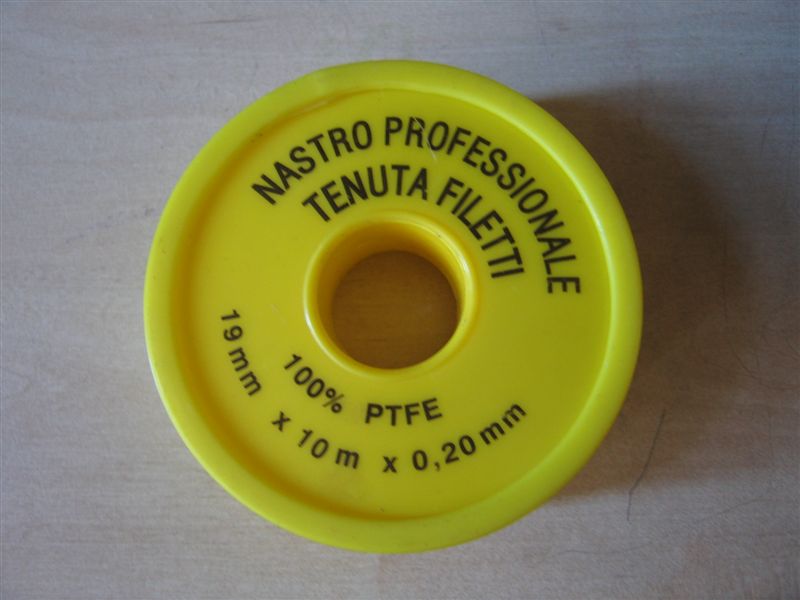 NASTRO PROFESSIONALE
TENUTA FILETTI
100% PTFE
19mm x 10m x 0,20mm